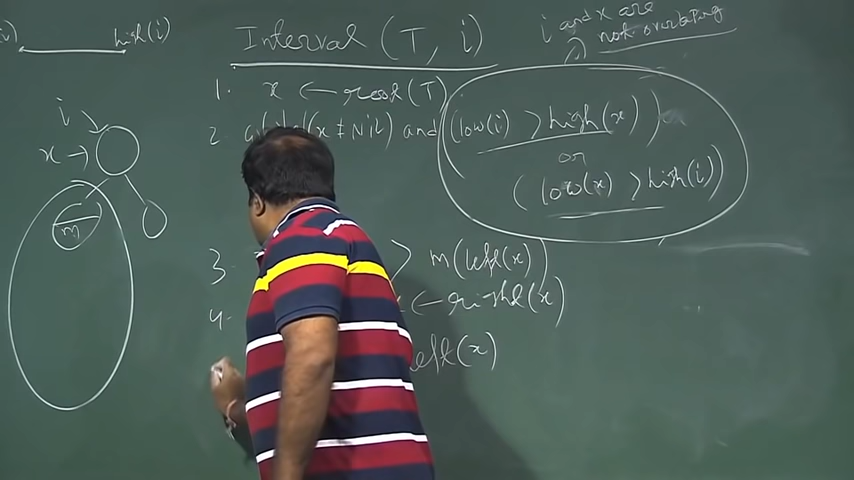 high(i)
Interval (T, i)
i and x are
not overlaping
1. x ← root(T)
2. (x ≠ Nil) and (low(i) > high(x))
or
(low(x) > high(i))
3. > m(left(x))
4. ← right(x)
left(x)
i
x →
m